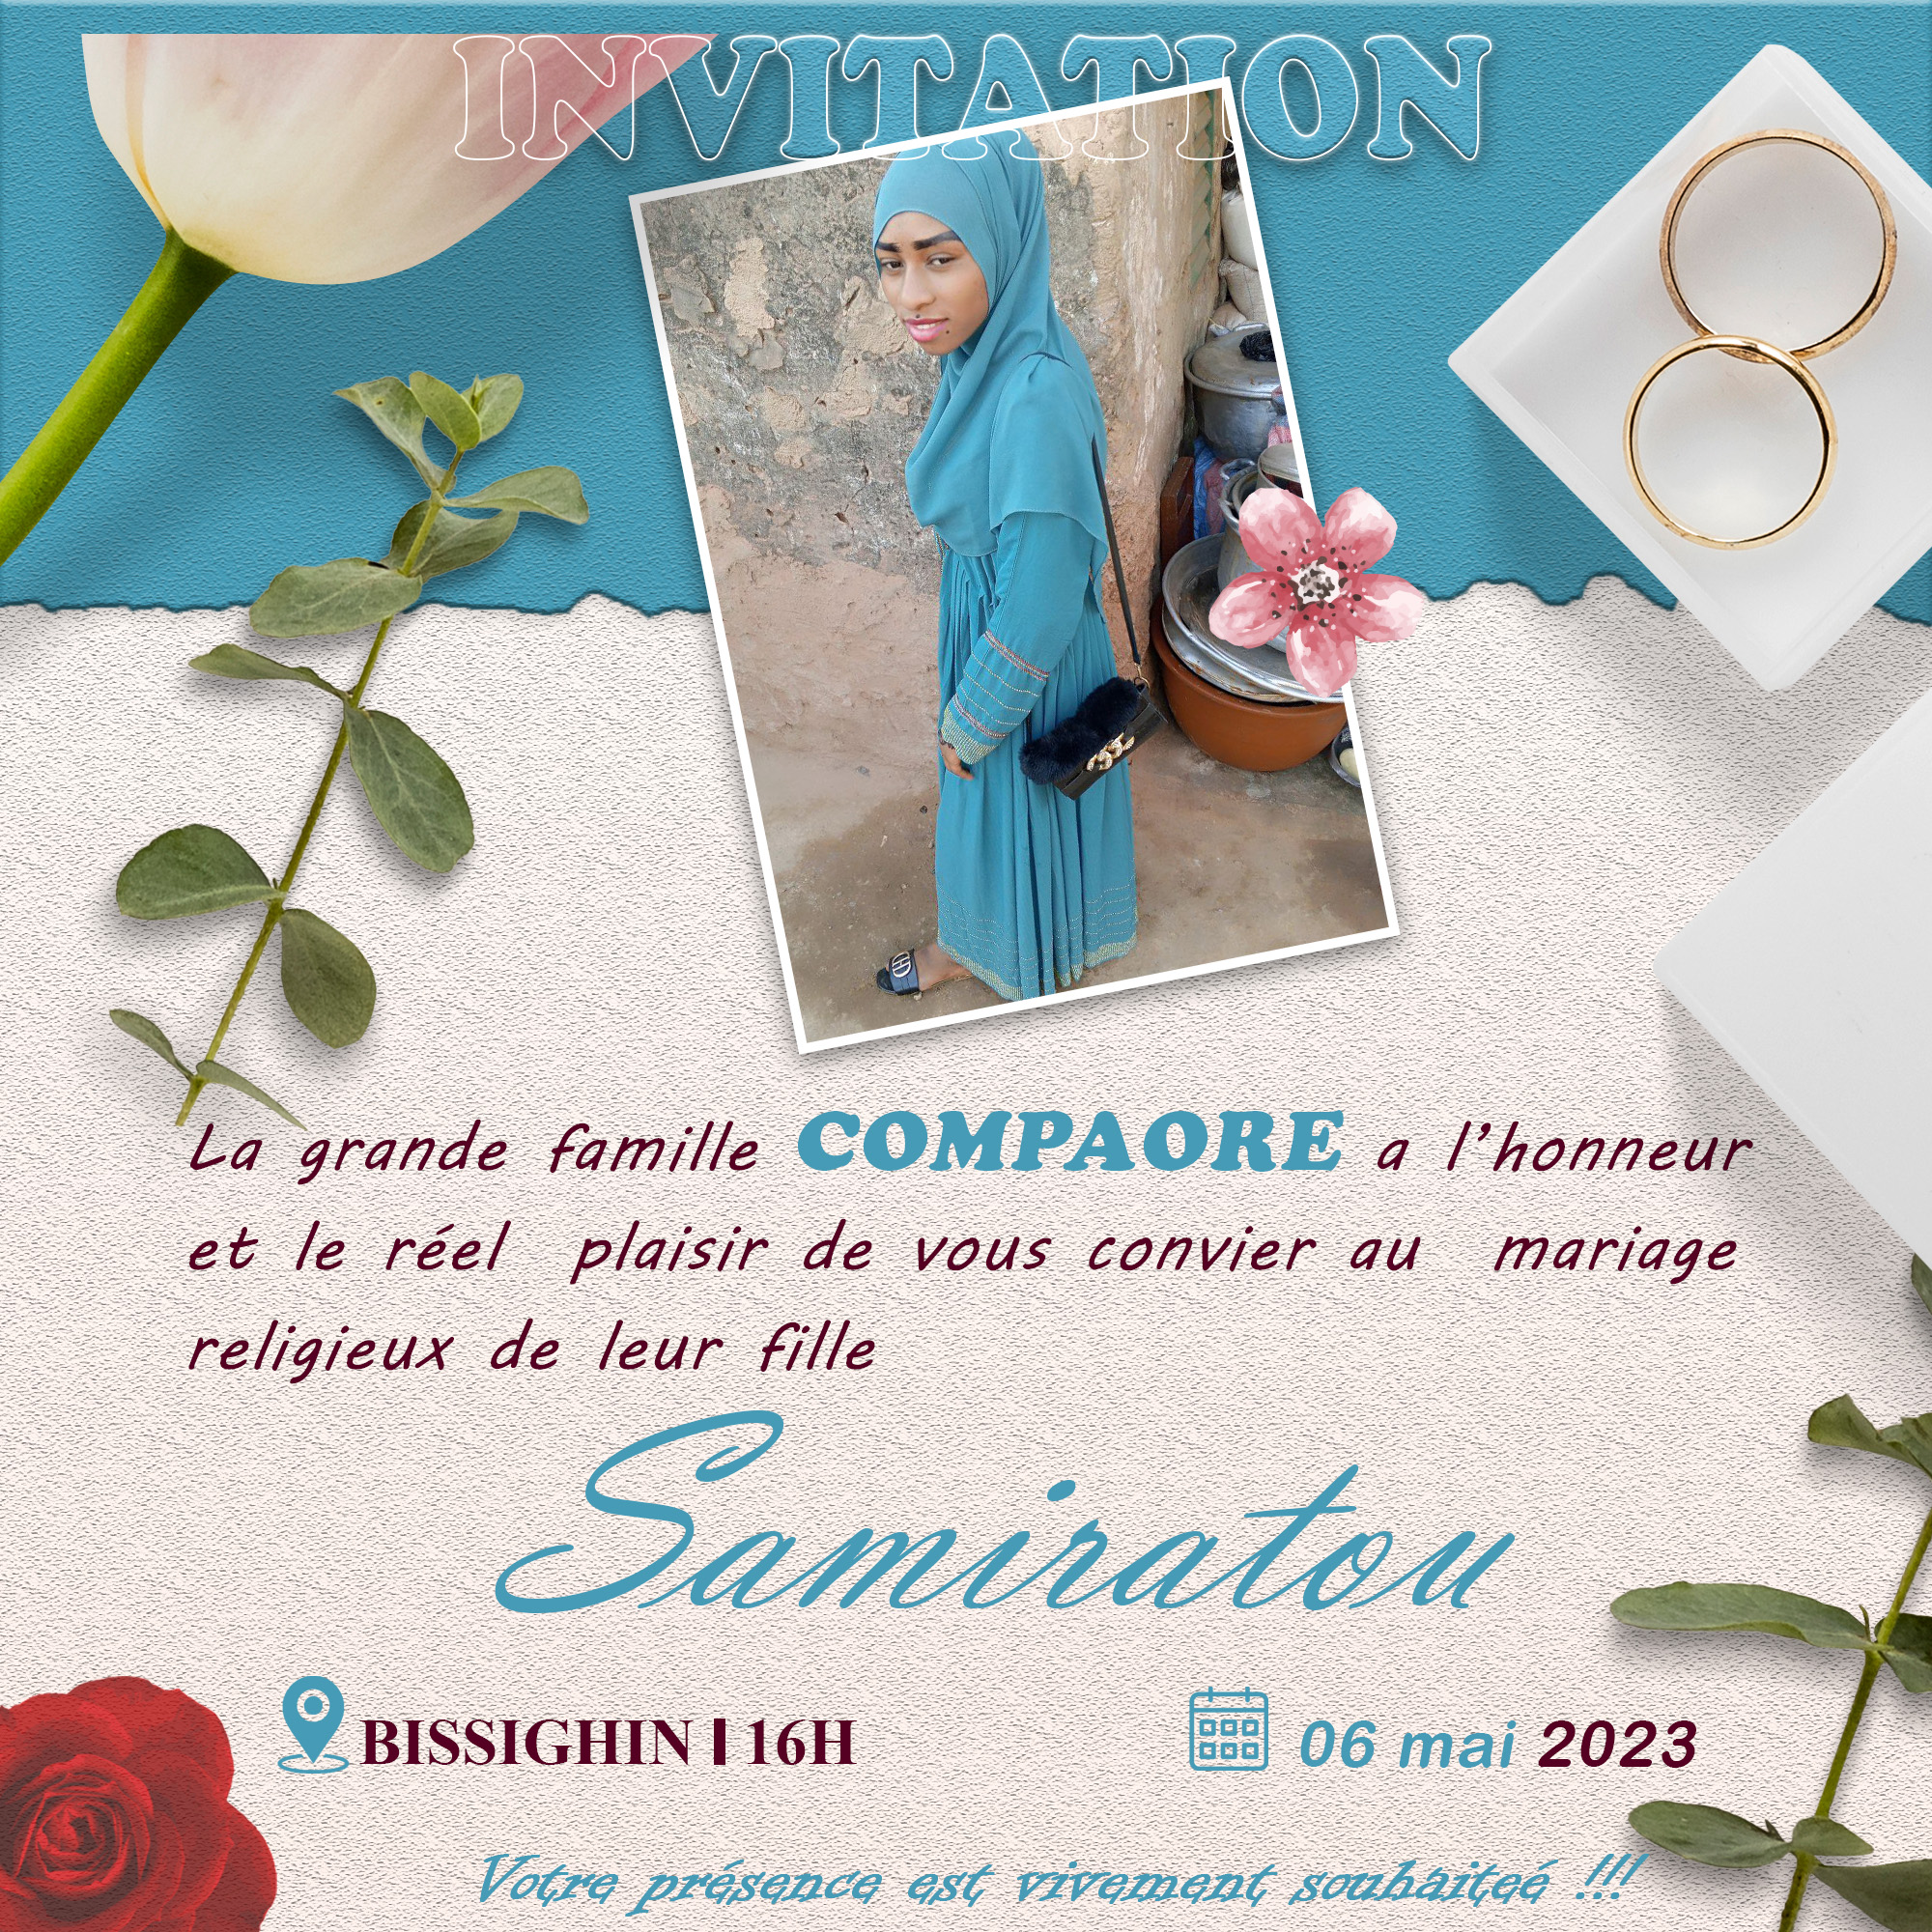 INVITATION
La grande famille COMPAORE a l'honneur
et le réel plaisir de vous convier au mariage
religieux de leur fille
Samiratou
BISSIGHIN I 16H
06 mai 2023
Votre présence est vivement souhaiteé !!!